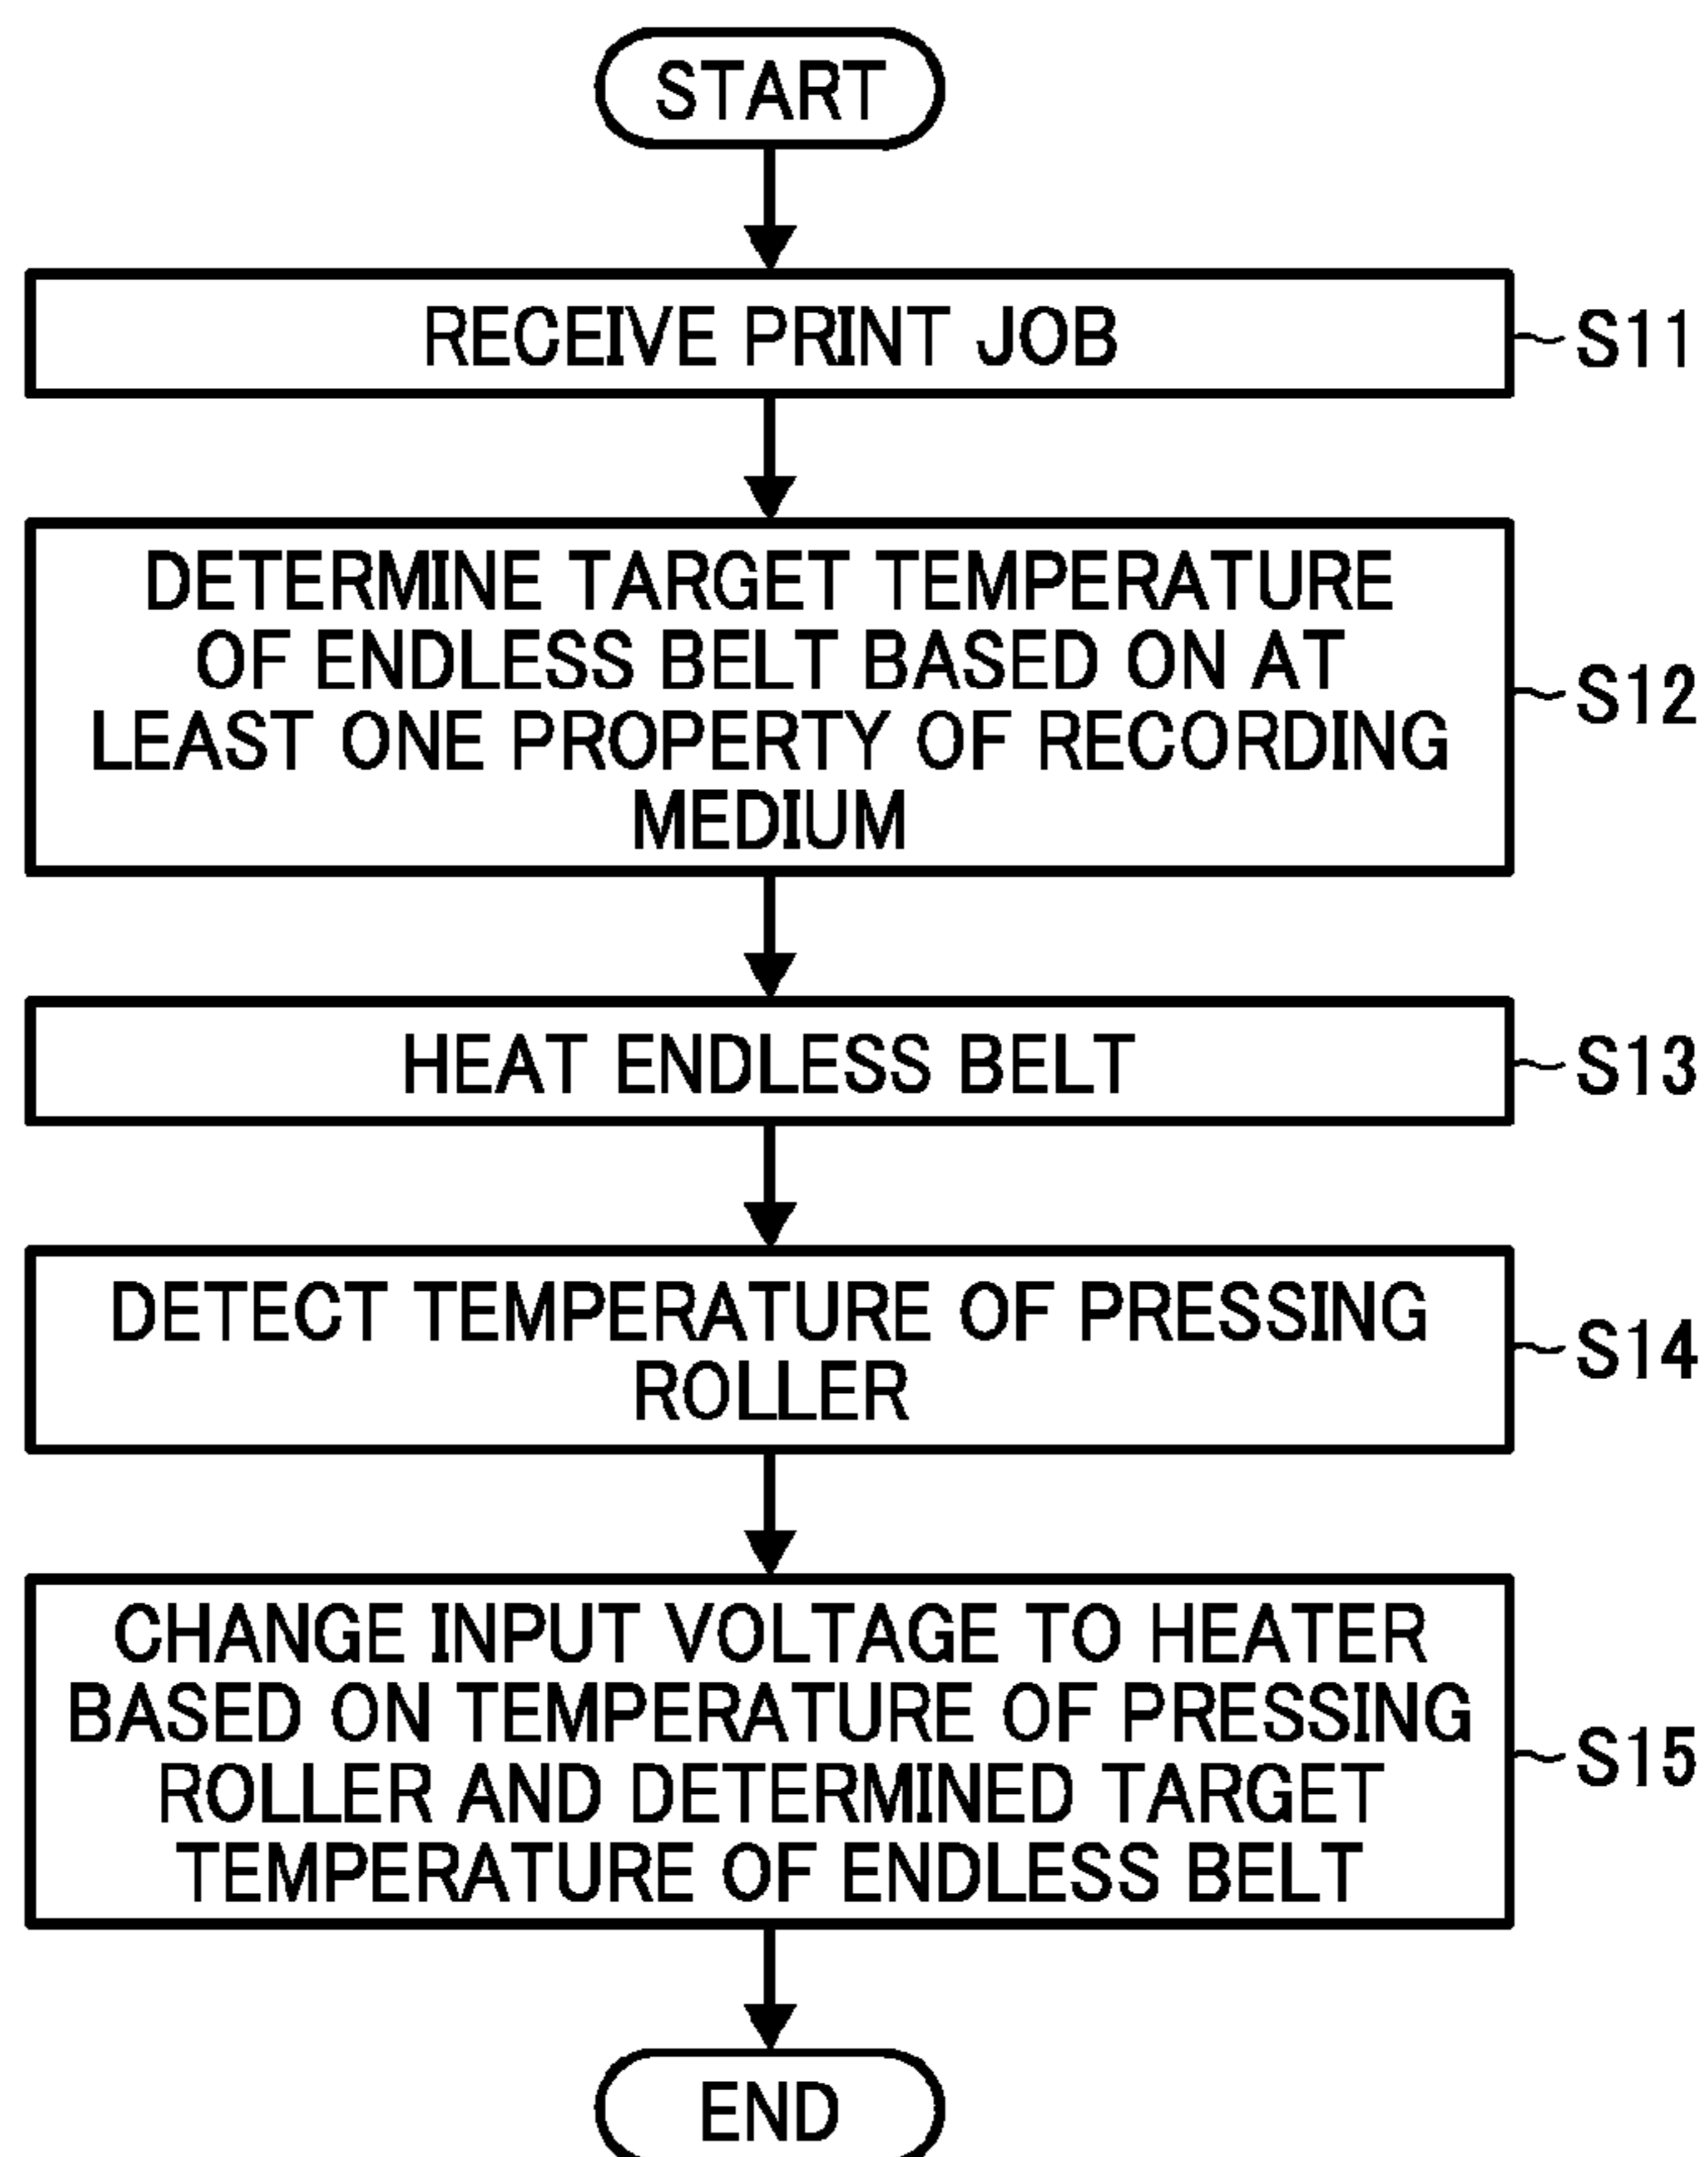 START
RECEIVE PRINT JOB
S11
DETERMINE TARGET TEMPERATURE
OF ENDLESS BELT BASED ON AT
LEAST ONE PROPERTY OF RECORDING
MEDIUM
S12
HEAT ENDLESS BELT
S13
DETECT TEMPERATURE OF PRESSING
ROLLER
S14
CHANGE INPUT VOLTAGE TO HEATER
BASED ON TEMPERATURE OF PRESSING
ROLLER AND DETERMINED TARGET
TEMPERATURE OF ENDLESS BELT
S15
END